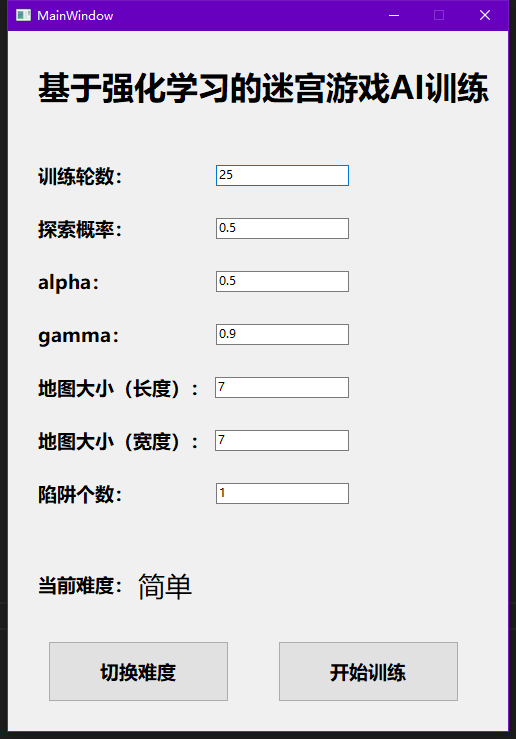 MainWindow
基于强化学习的迷宫游戏AI训练
训练轮数： 25
探索概率： 0.5
alpha： 0.5
gamma： 0.9
地图大小（长度）： 7
地图大小（宽度）： 7
陷阱个数： 1
当前难度： 简单
切换难度 开始训练